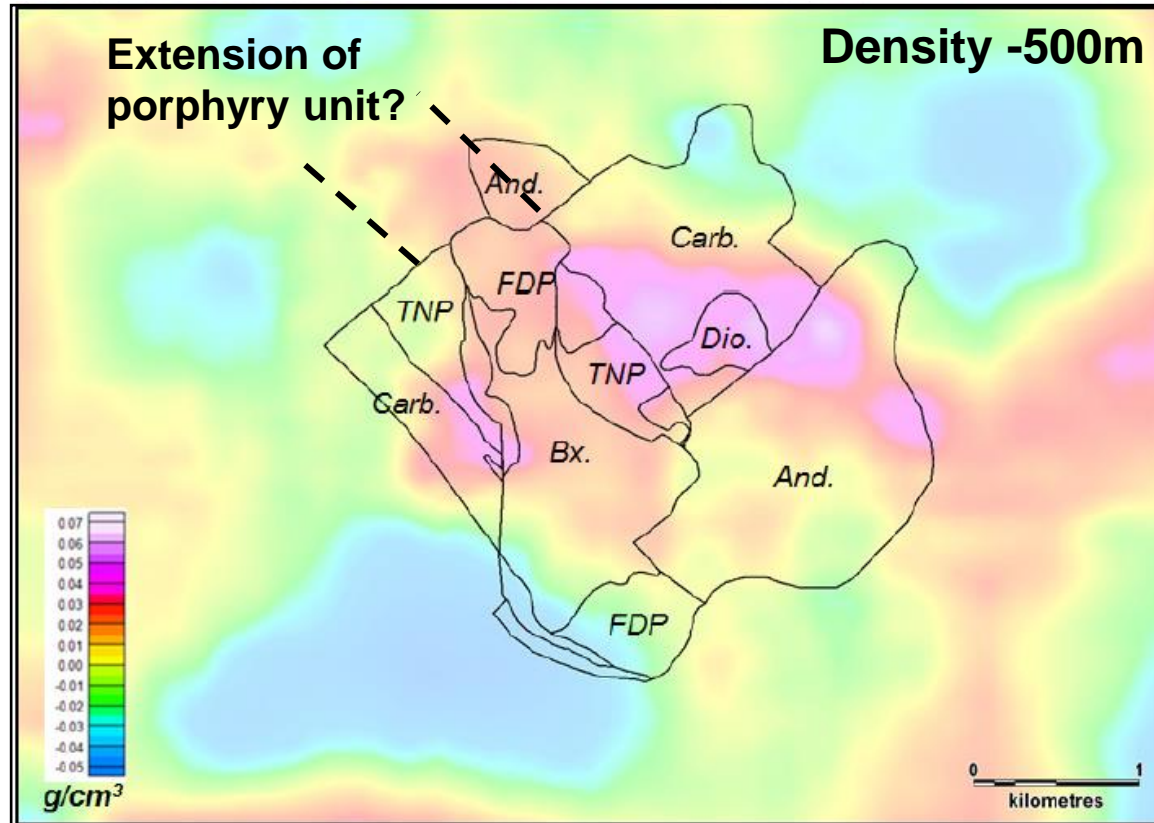 Density -500m
Extension of
porphyry unit?
And.
Carb.
FDP
TNP
Dio.
TNP
Carb.
Bx.
And.
FDP
0.07
0.06
0.05
0.04
0.03
0.02
0.01
0.00
-0.01
-0.02
-0.03
-0.04
-0.05
g/cm³
0 1
kilometres